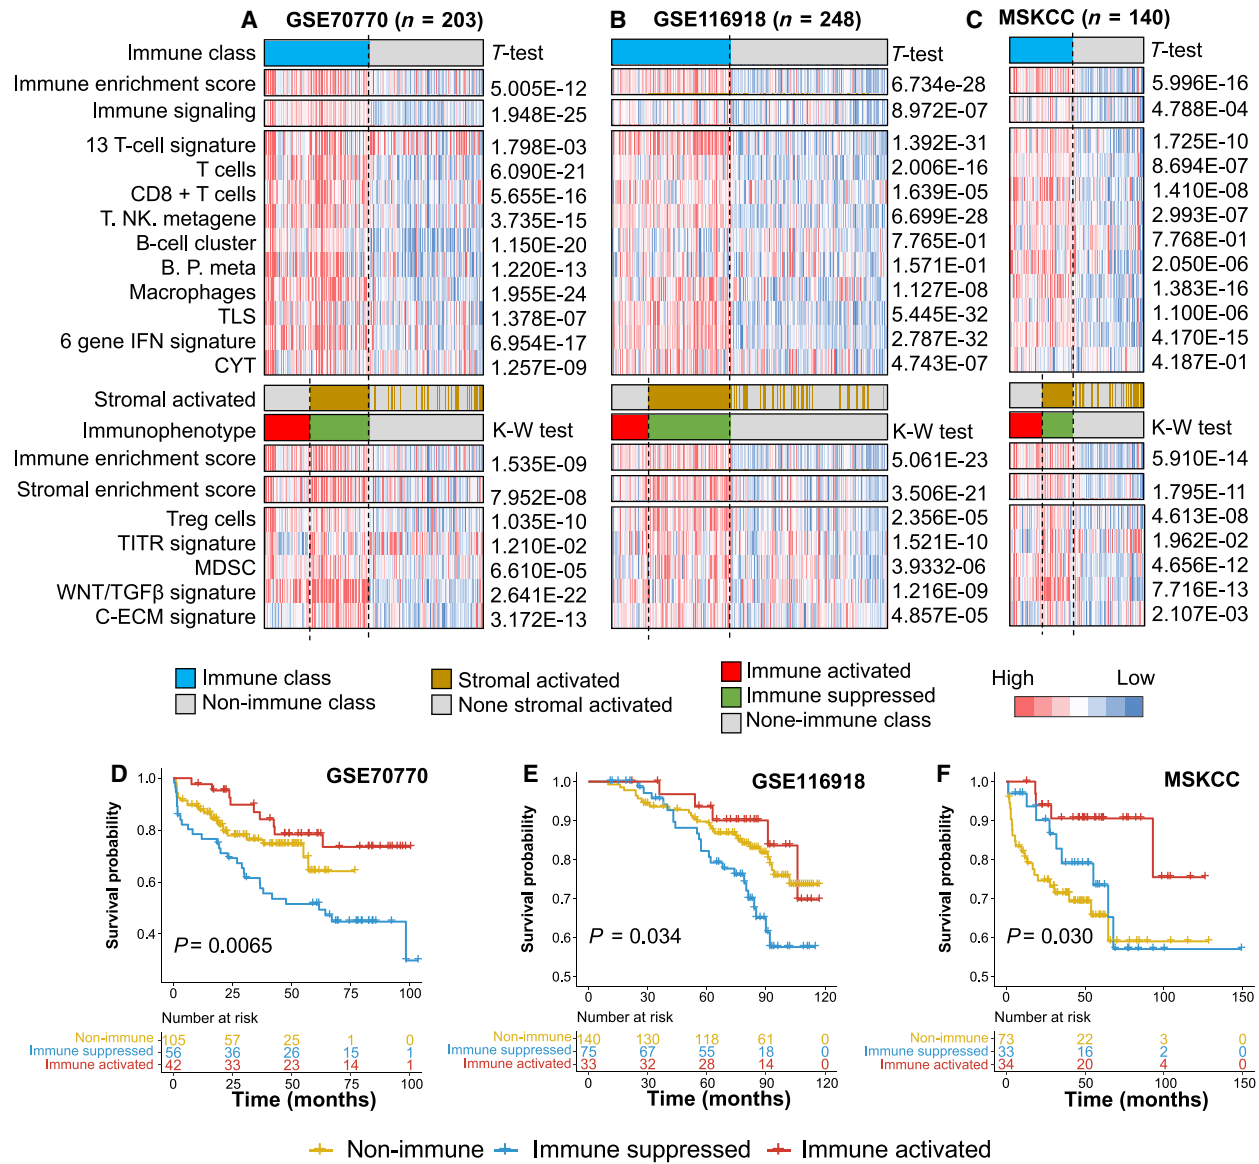 A GSE70770 (n = 203) B GSE116918 (n = 248) C MSKCC (n = 140)
Immune class T-test T-test T-test
Immune enrichment score 5.005E-12 6.734e-28 5.996E-16
Immune signaling 1.948E-25 8.972E-07 4.788E-04
13 T-cell signature 1.798E-03 1.392E-31 1.725E-10
T cells 6.090E-21 2.006E-16 8.694E-07
CD8 + T cells 5.655E-16 1.639E-05 1.410E-08
T. NK. metagene 3.735E-15 6.699E-28 2.993E-07
B-cell cluster 1.150E-20 7.765E-01 7.768E-01
B. P. meta 1.220E-13 1.571E-01 2.050E-06
Macrophages 1.955E-24 1.127E-08 1.383E-16
TLS 1.378E-07 5.445E-32 1.100E-06
6 gene IFN signature 6.954E-17 2.787E-32 4.170E-15
CYT 1.257E-09 4.743E-07 4.187E-01
Stromal activated
Immunophenotype K-W test K-W test K-W test
Immune enrichment score 1.535E-09 5.061E-23 5.910E-14
Stromal enrichment score 7.952E-08 3.506E-21 1.795E-11
Treg cells 1.035E-10 2.356E-05 4.613E-08
TITR signature 1.210E-02 1.521E-10 1.962E-02
MDSC 6.610E-05 3.9332-06 4.656E-12
WNT/TGFβ signature 2.641E-22 1.216E-09 7.716E-13
C-ECM signature 3.172E-13 4.857E-05 2.107E-03
Immune class Stromal activated Immune activated High Low
Non-immune class None stromal activated Immune suppressed
None-immune class
D GSE70770
Survival probability
1.0
0.8
0.6
0.4
P = 0.0065
0 25 50 75 100
Number at risk
Non-immune 105 57 25 1 0
Immune suppressed 56 36 26 15 1
Immune activated 42 33 23 14 1
0 25 50 75 100
Time (months)
E GSE116918
Survival probability
1.0
0.9
0.8
0.7
0.6
0.5
P = 0.034
0 30 60 90 120
Number at risk
Non-immune 140 130 118 61 0
Immune suppressed 75 67 55 18 0
Immune activated 33 32 28 14 0
0 30 60 90 120
Time (months)
F MSKCC
Survival probability
1.0
0.9
0.8
0.7
0.6
0.5
P = 0.030
0 50 100 150
Number at risk
Non-immune 73 22 3 0
Immune suppressed 33 16 2 0
Immune activated 34 20 4 0
0 50 100 150
Time (months)
Non-immune Immune suppressed Immune activated